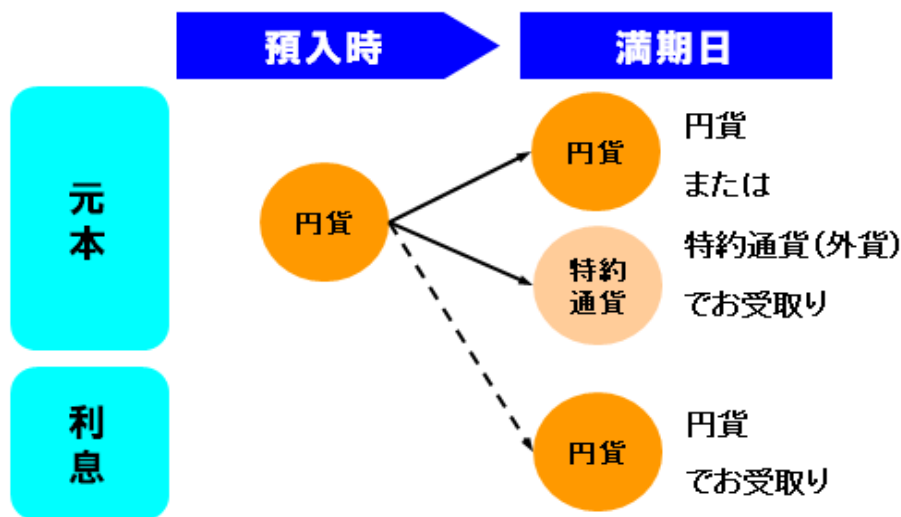 預入時
満期日
元本
円貨
円貨
特約
通貨
円貨
または
特約通貨(外貨)
でお受取り
利息
円貨
円貨
でお受取り